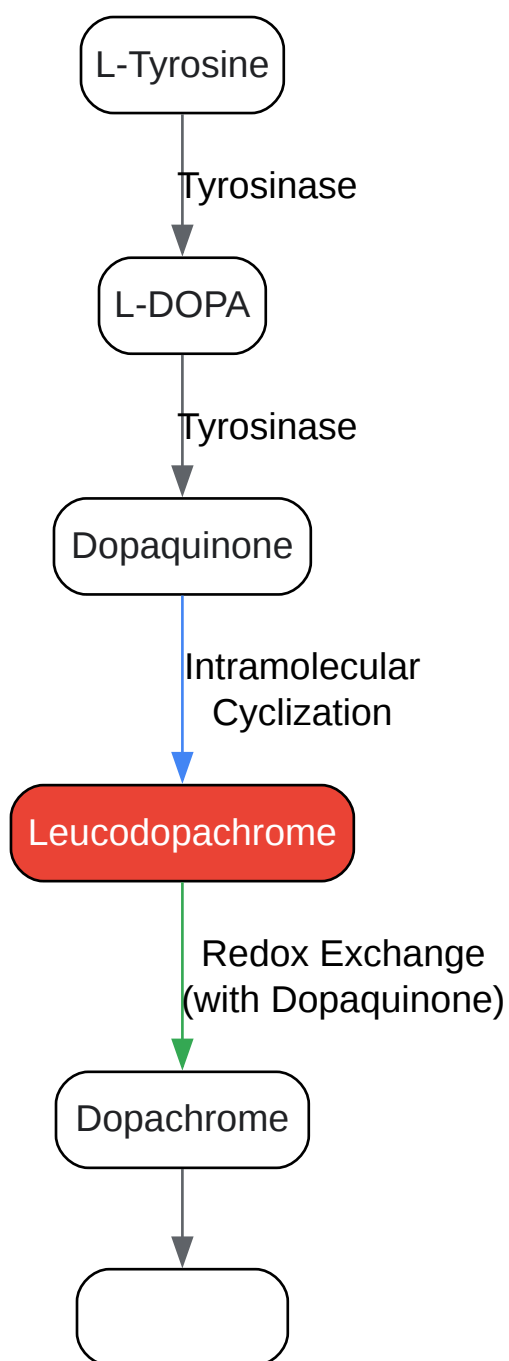 L-Tyrosine
Tyrosinase
L-DOPA
Tyrosinase
Dopaquinone
Intramolecular
Cyclization
Leucodopachrome
Redox Exchange
(with Dopaquinone)
Dopachrome